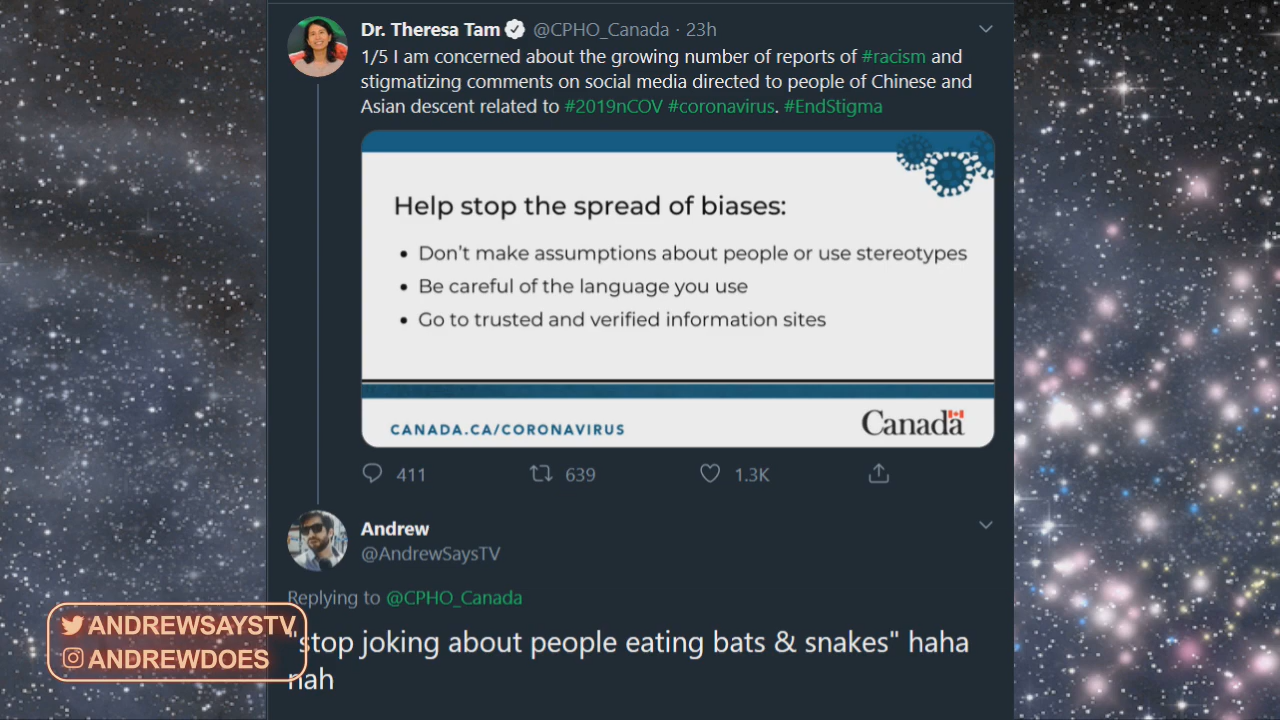 Dr. Theresa Tam @CPHO_Canada · 23h
1/5 I am concerned about the growing number of reports of #racism and
stigmatizing comments on social media directed to people of Chinese and
Asian descent related to #2019nCOV #coronavirus. #EndStigma
Help stop the spread of biases:
• Don't make assumptions about people or use stereotypes
• Be careful of the language you use
• Go to trusted and verified information sites
CANADA.CA/CORONAVIRUS
Canada
411 639 1.3K
Andrew
@AndrewSaysTV
Replying to @CPHO_Canada
"stop joking about people eating bats & snakes" haha
nah
ANDREWSAYSTV
ANDREWDOES